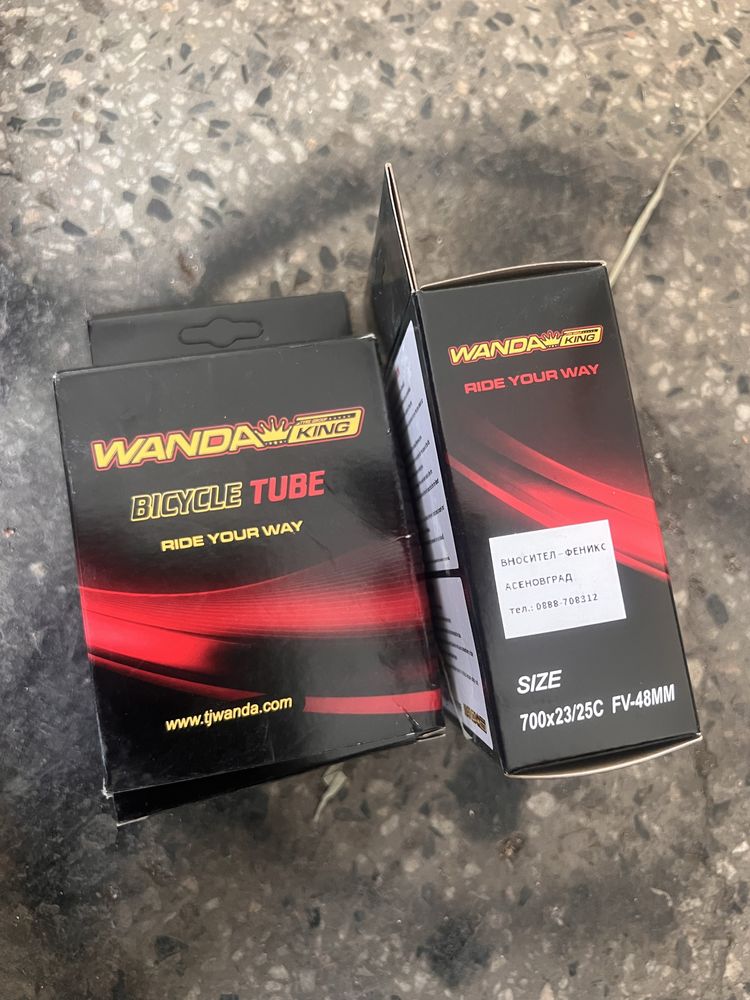 WANDA KING
BICYCLE TUBE
RIDE YOUR WAY
www.tjwanda.com
WANDA KING
RIDE YOUR WAY
ВНОСИТЕЛ-ФЕНИКС
АСЕНОВГРАД
тел.: 0888-708312
SIZE
700x23/25C FV-48MM